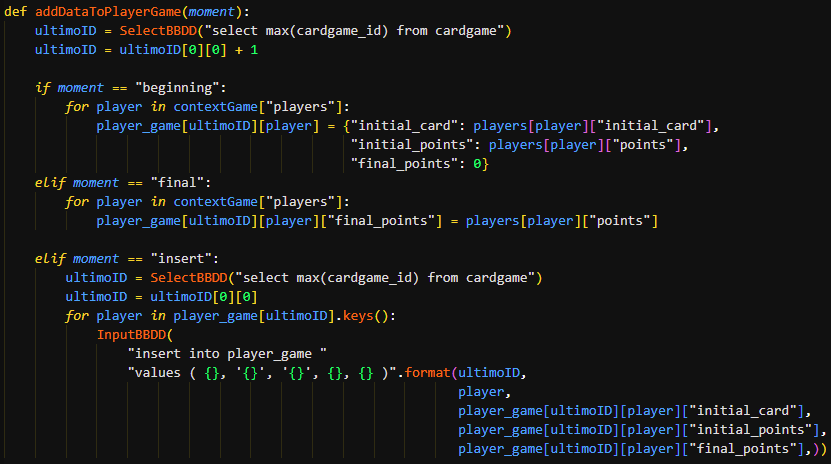 def addDataToPlayerGame(moment):
    ultimoID = SelectBBDD("select max(cardgame_id) from cardgame")
    ultimoID = ultimoID[0][0] + 1

    if moment == "beginning":
        for player in contextGame["players"]:
            player_game[ultimoID][player] = {"initial_card": players[player]["initial_card"],
                                             "initial_points": players[player]["points"],
                                             "final_points": 0}
    elif moment == "final":
        for player in contextGame["players"]:
            player_game[ultimoID][player]["final_points"] = players[player]["points"]

    elif moment == "insert":
        ultimoID = SelectBBDD("select max(cardgame_id) from cardgame")
        ultimoID = ultimoID[0][0]
        for player in player_game[ultimoID].keys():
            InputBBDD(
                "insert into player_game "
                "values ( {}, '{}', '{}', {}, {} )".format(ultimoID,
                                                           player,
                                                           player_game[ultimoID][player]["initial_card"],
                                                           player_game[ultimoID][player]["initial_points"],
                                                           player_game[ultimoID][player]["final_points"],))